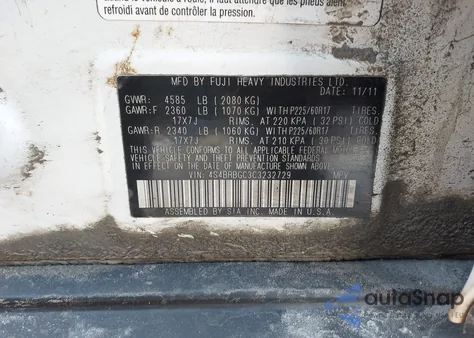 refroidi avant de contrôler la pression.
MFD BY FUJI HEAVY INDUSTRIES LTD.
DATE: 11/11
GVWR: 4585 LB (2080 KG)
GAWR:F 2360 LB (1070 KG) WITH P225/60R17 TIRES
17X7J RIMS, AT 220 KPA (32 PSI) COLD
GAWR:R 2340 LB (1060 KG) WITH P225/60R17 TIRES
17X7J RIMS, AT 210 KPA (30 PSI) COLD
THIS VEHICLE CONFORMS TO ALL APPLICABLE FEDERAL MOTOR
VEHICLE SAFETY STANDARDS IN EFFECT ON THE
DATE OF MANUFACTURE SHOWN ABOVE.
VIN: 4S4BRBGC3C3232729 MPV
ASSEMBLED BY SIA INC. MADE IN U.S.A.
autoSnap